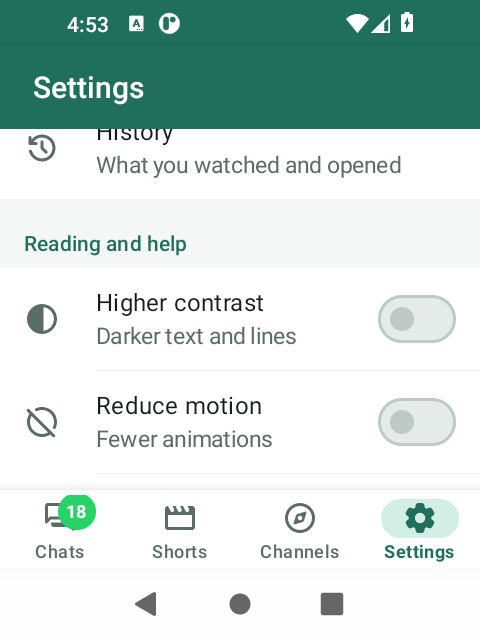 4:53
A
Settings
History
What you watched and opened
Reading and help
Higher contrast
Darker text and lines
Reduce motion
Fewer animations
18
Chats
Shorts
Channels
Settings